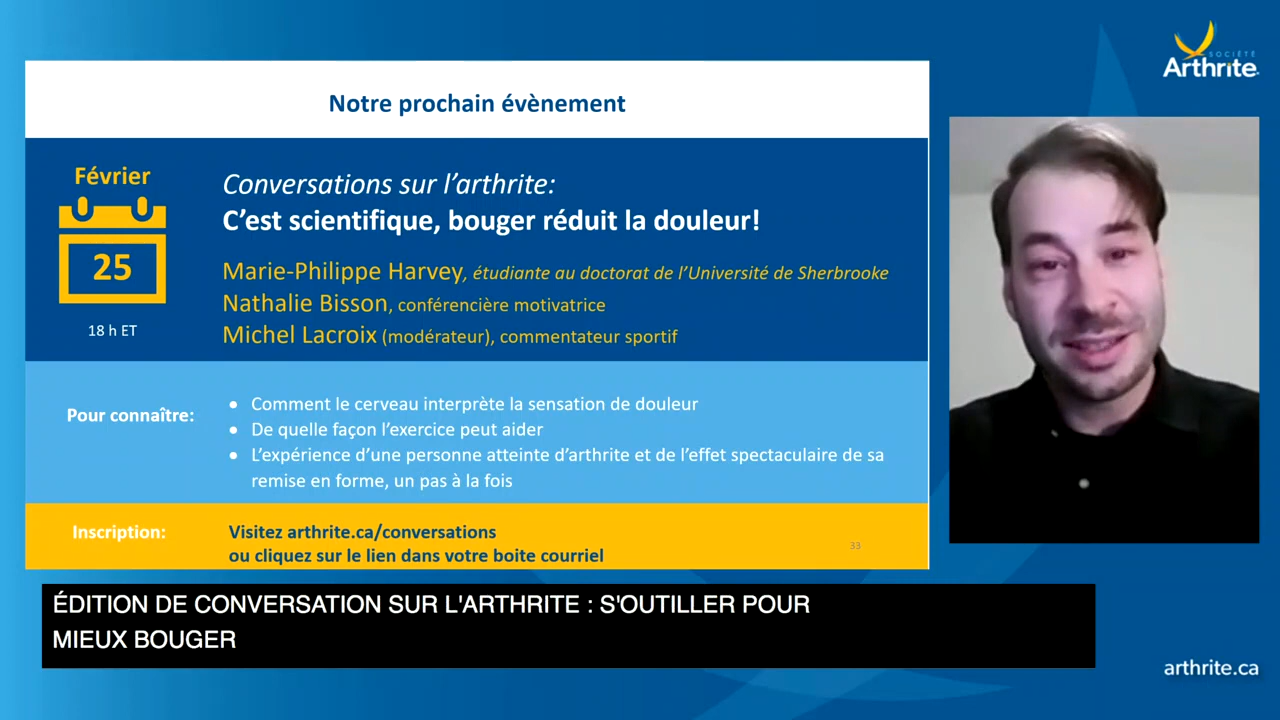 Notre prochain évènement
Février
25
18 h ET
Conversations sur l’arthrite:
C’est scientifique, bouger réduit la douleur!
Marie-Philippe Harvey, étudiante au doctorat de l’Université de Sherbrooke
Nathalie Bisson, conférencière motivatrice
Michel Lacroix (modérateur), commentateur sportif
Pour connaître:
• Comment le cerveau interprète la sensation de douleur
• De quelle façon l’exercice peut aider
• L’expérience d’une personne atteinte d’arthrite et de l’effet spectaculaire de sa
remise en forme, un pas à la fois
Inscription:
Visitez arthrite.ca/conversations
ou cliquez sur le lien dans votre boite courriel
33
SOCIÉTÉ
Arthrite
ÉDITION DE CONVERSATION SUR L'ARTHRITE : S'OUTILLER POUR
MIEUX BOUGER
arthrite.ca